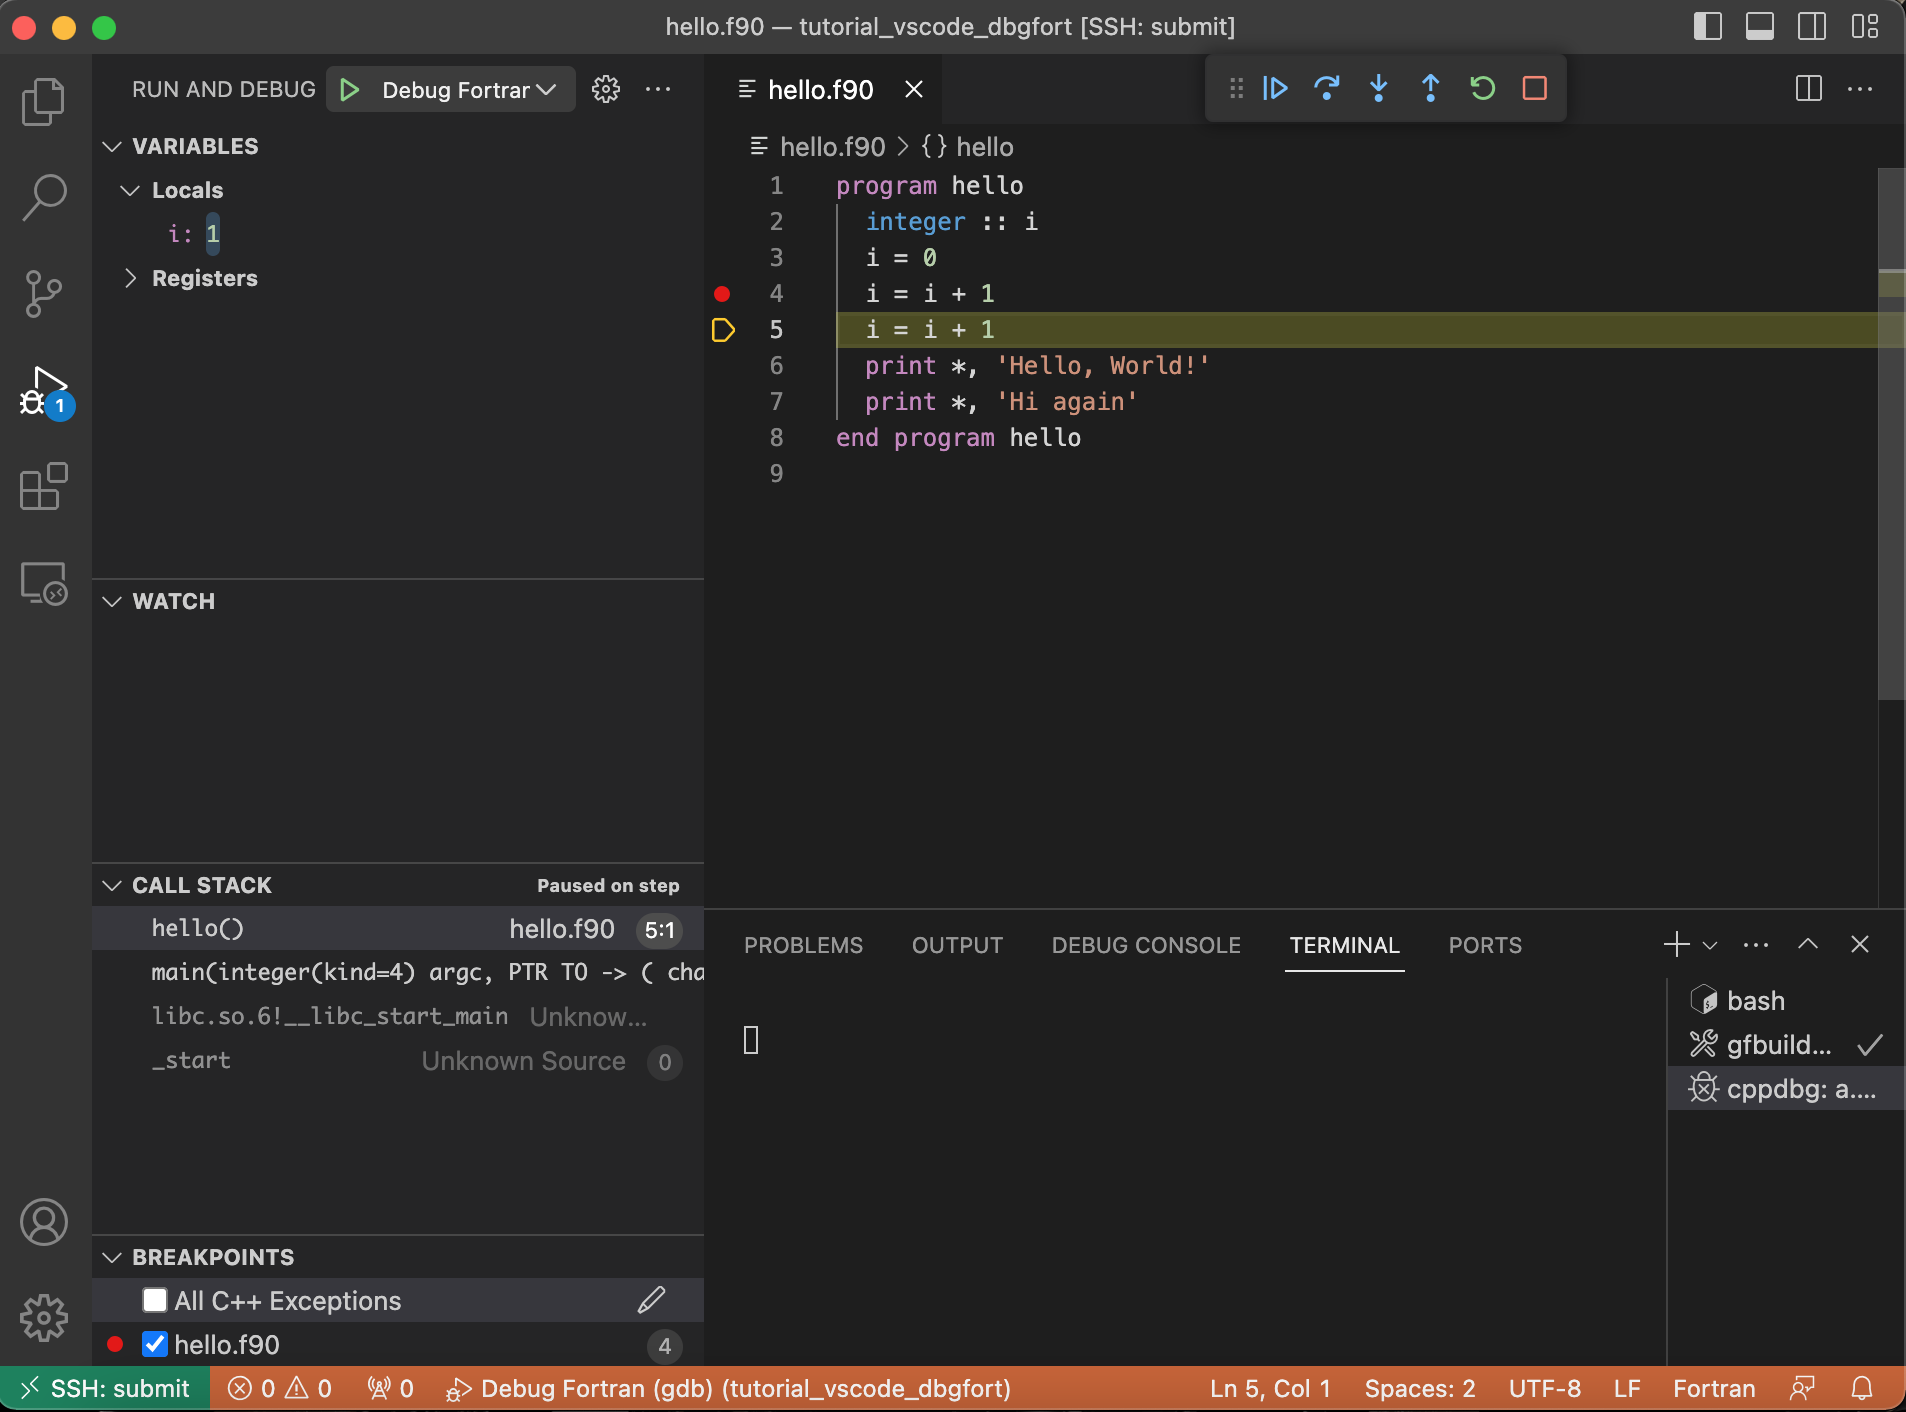 hello.f90 — tutorial_vscode_dbgfort [SSH: submit]
RUN AND DEBUG
Debug Fortrar
VARIABLES
Locals
i: 1
Registers
1
WATCH
CALL STACK
Paused on step
hello() hello.f90 5:1
main(integer(kind=4) argc, PTR TO -> ( cha
libc.so.6!__libc_start_main Unknow...
_start Unknown Source 0
BREAKPOINTS
All C++ Exceptions
hello.f90 4
hello.f90
hello.f90 > {} hello
1 program hello
2 integer :: i
3 i = 0
4 i = i + 1
5 i = i + 1
6 print *, 'Hello, World!'
7 print *, 'Hi again'
8 end program hello
9
PROBLEMS OUTPUT DEBUG CONSOLE TERMINAL PORTS
bash
gfbuild...
cppdbg: a....
SSH: submit 0 0 0 Debug Fortran (gdb) (tutorial_vscode_dbgfort) Ln 5, Col 1 Spaces: 2 UTF-8 LF Fortran